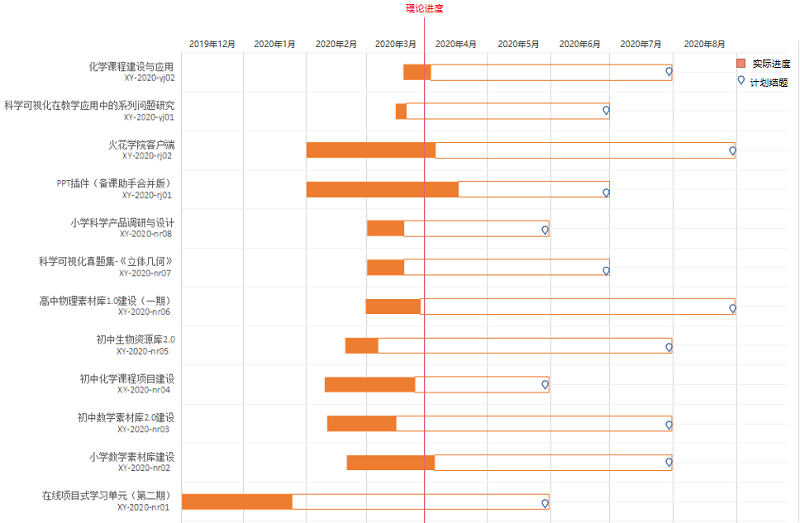 理论进度
2019年12月 2020年1月 2020年2月 2020年3月 2020年4月 2020年5月 2020年6月 2020年7月 2020年8月
实际进度
计划结题
化学课程建设与应用
XY-2020-yj02
科学可视化在教学应用中的系列问题研究
XY-2020-yj01
火花学院客户端
XY-2020-rj02
PPT插件（备课助手合并版）
XY-2020-rj01
小学科学产品调研与设计
XY-2020-nr08
科学可视化真题集-《立体几何》
XY-2020-nr07
高中物理素材库1.0建设（一期）
XY-2020-nr06
初中生物资源库2.0
XY-2020-nr05
初中化学课程项目建设
XY-2020-nr04
初中数学素材库2.0建设
XY-2020-nr03
小学数学素材库建设
XY-2020-nr02
在线项目式学习单元（第二期）
XY-2020-nr01